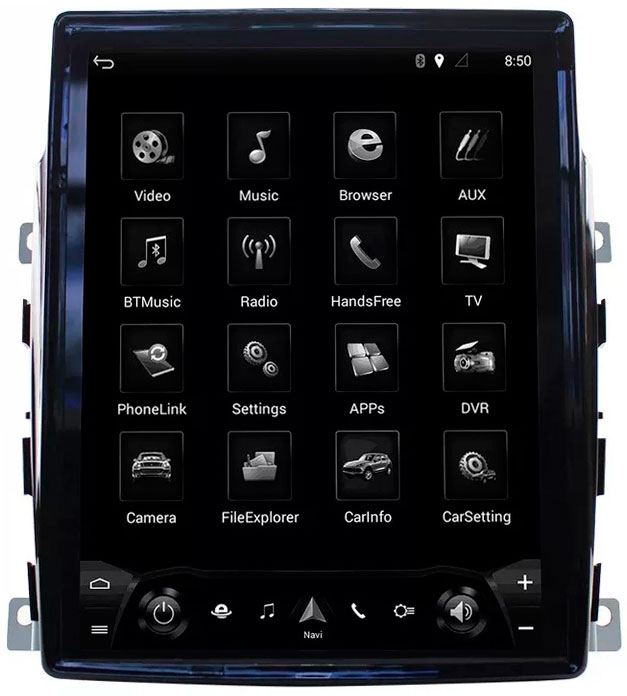 8:50
Video Music Browser AUX
BTMusic Radio HandsFree TV
PhoneLink Settings APPs DVR
Camera FileExplorer CarInfo CarSetting
+
Navi
−